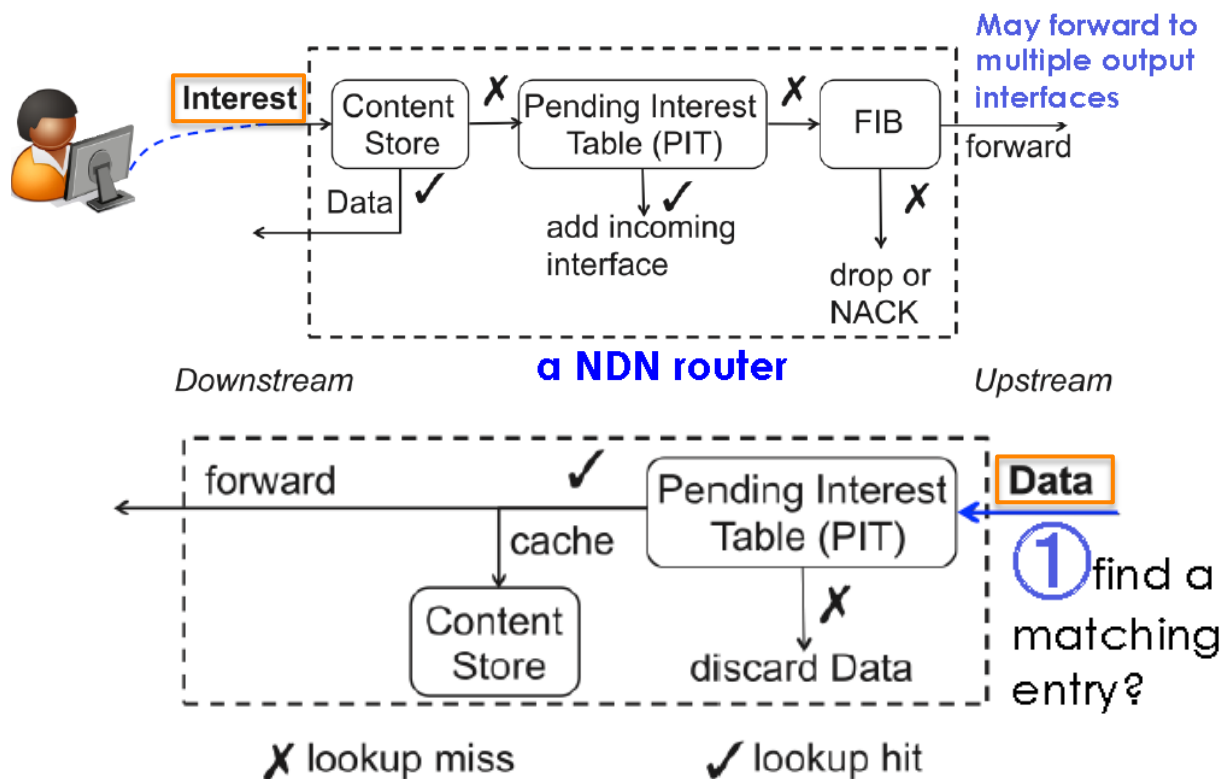 May forward to
multiple output
interfaces
Interest
Content
Store
✗
Pending Interest
Table (PIT)
✗
FIB
forward
Data
✓
✓
add incoming
interface
✗
drop or
NACK
a NDN router
Downstream
Upstream
forward
✓
Pending Interest
Table (PIT)
Data
cache
① find a
matching
entry?
Content
Store
✗
discard Data
✗ lookup miss
✓ lookup hit